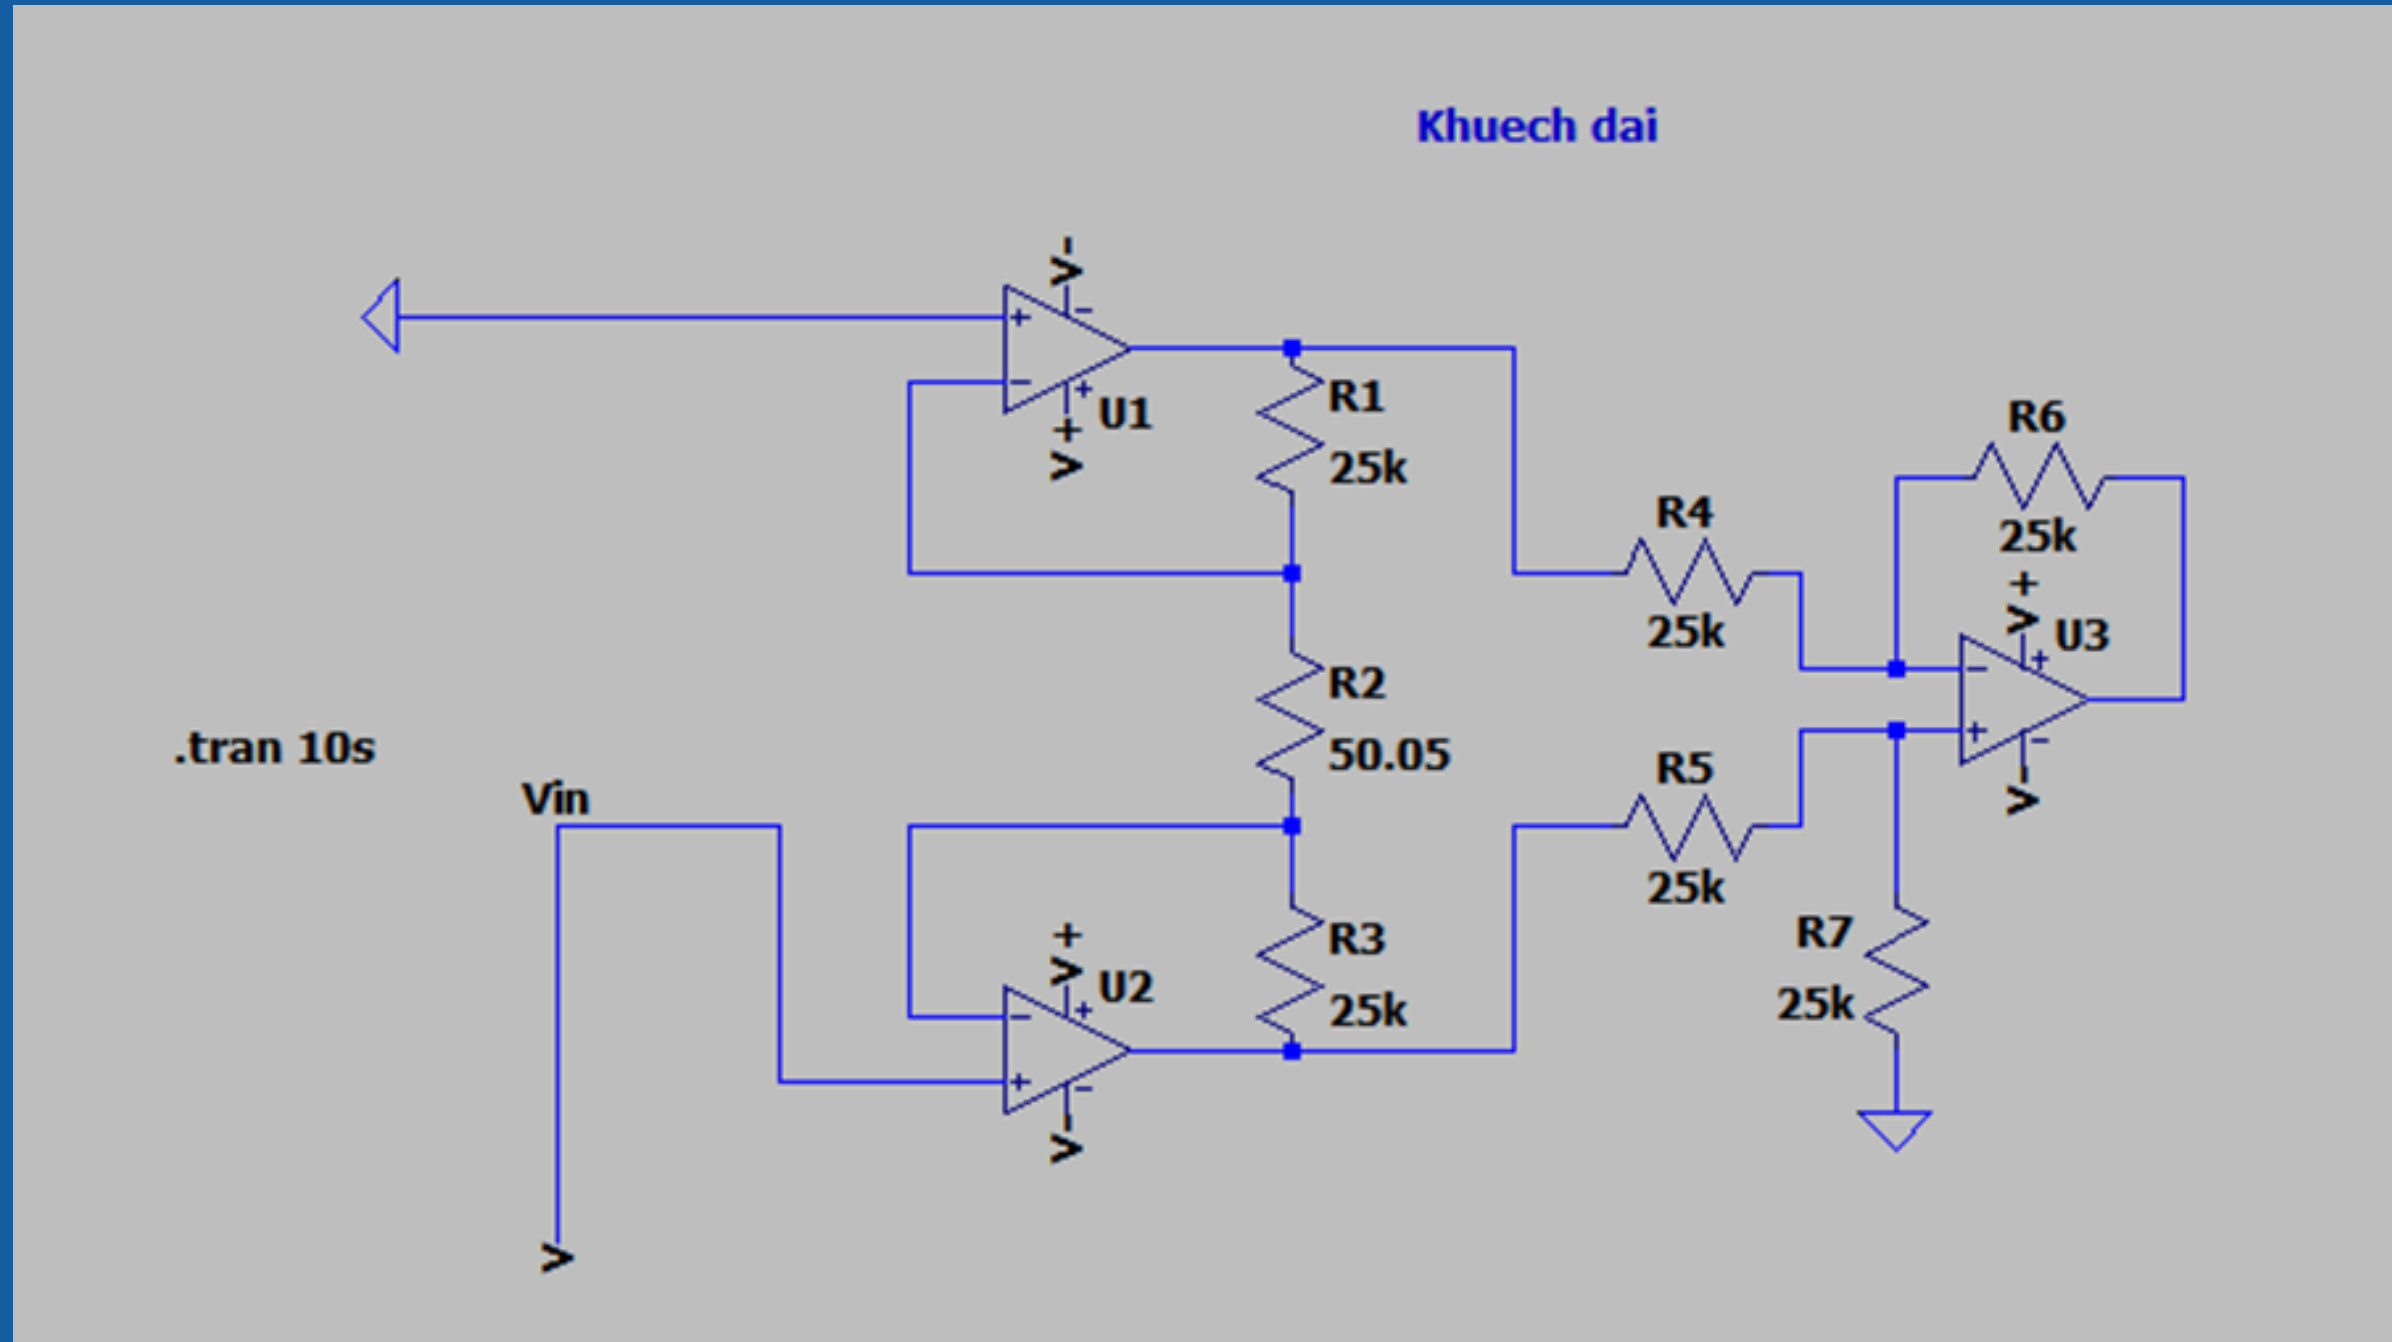 Khuech dai
V-
+
-
-
+
U1
V+
R1
25k
R6
25k
R4
25k
V+
U3
-
+
+
-
V-
R2
50.05
.tran 10s
Vin
R5
25k
R7
25k
V+
U2
R3
25k
-
+
+
-
V-
V